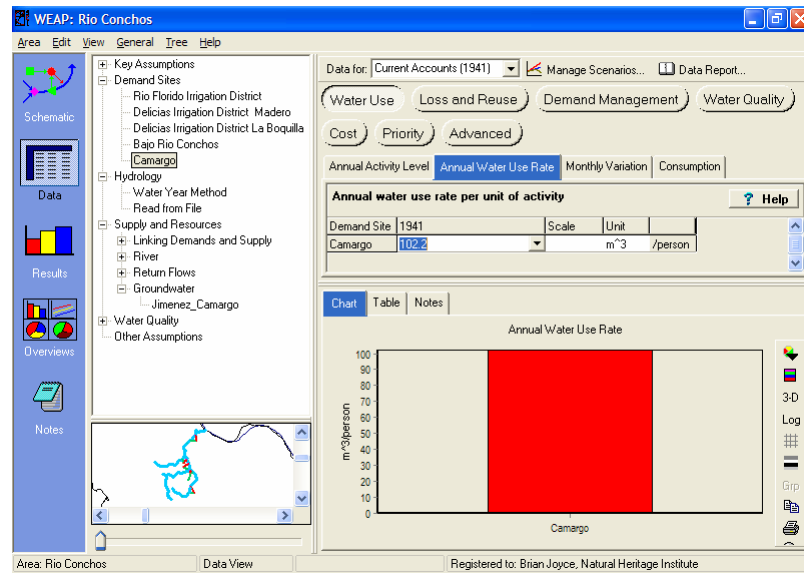 WEAP: Rio Conchos
Area Edit View General Tree Help
Schematic
Data
Results
Overviews
Notes
Key Assumptions
Demand Sites
Rio Florido Irrigation District
Delicias Irrigation District Madero
Delicias Irrigation District La Boquilla
Bajo Rio Conchos
Camargo
Hydrology
Water Year Method
Read from File
Supply and Resources
Linking Demands and Supply
River
Return Flows
Groundwater
Jimenez_Camargo
Water Quality
Other Assumptions
Data for: Current Accounts (1941) Manage Scenarios... Data Report...
Water Use Loss and Reuse Demand Management Water Quality
Cost Priority Advanced
Annual Activity Level Annual Water Use Rate Monthly Variation Consumption
Annual water use rate per unit of activity ? Help
Demand Site 1941 Scale Unit
Camargo 102.2 m^3 /person
Chart Table Notes
Annual Water Use Rate
m^3/person
100
90
80
70
60
50
40
30
20
10
0
Camargo
3-D
Log
Grp
Area: Rio Conchos Data View Registered to: Brian Joyce, Natural Heritage Institute